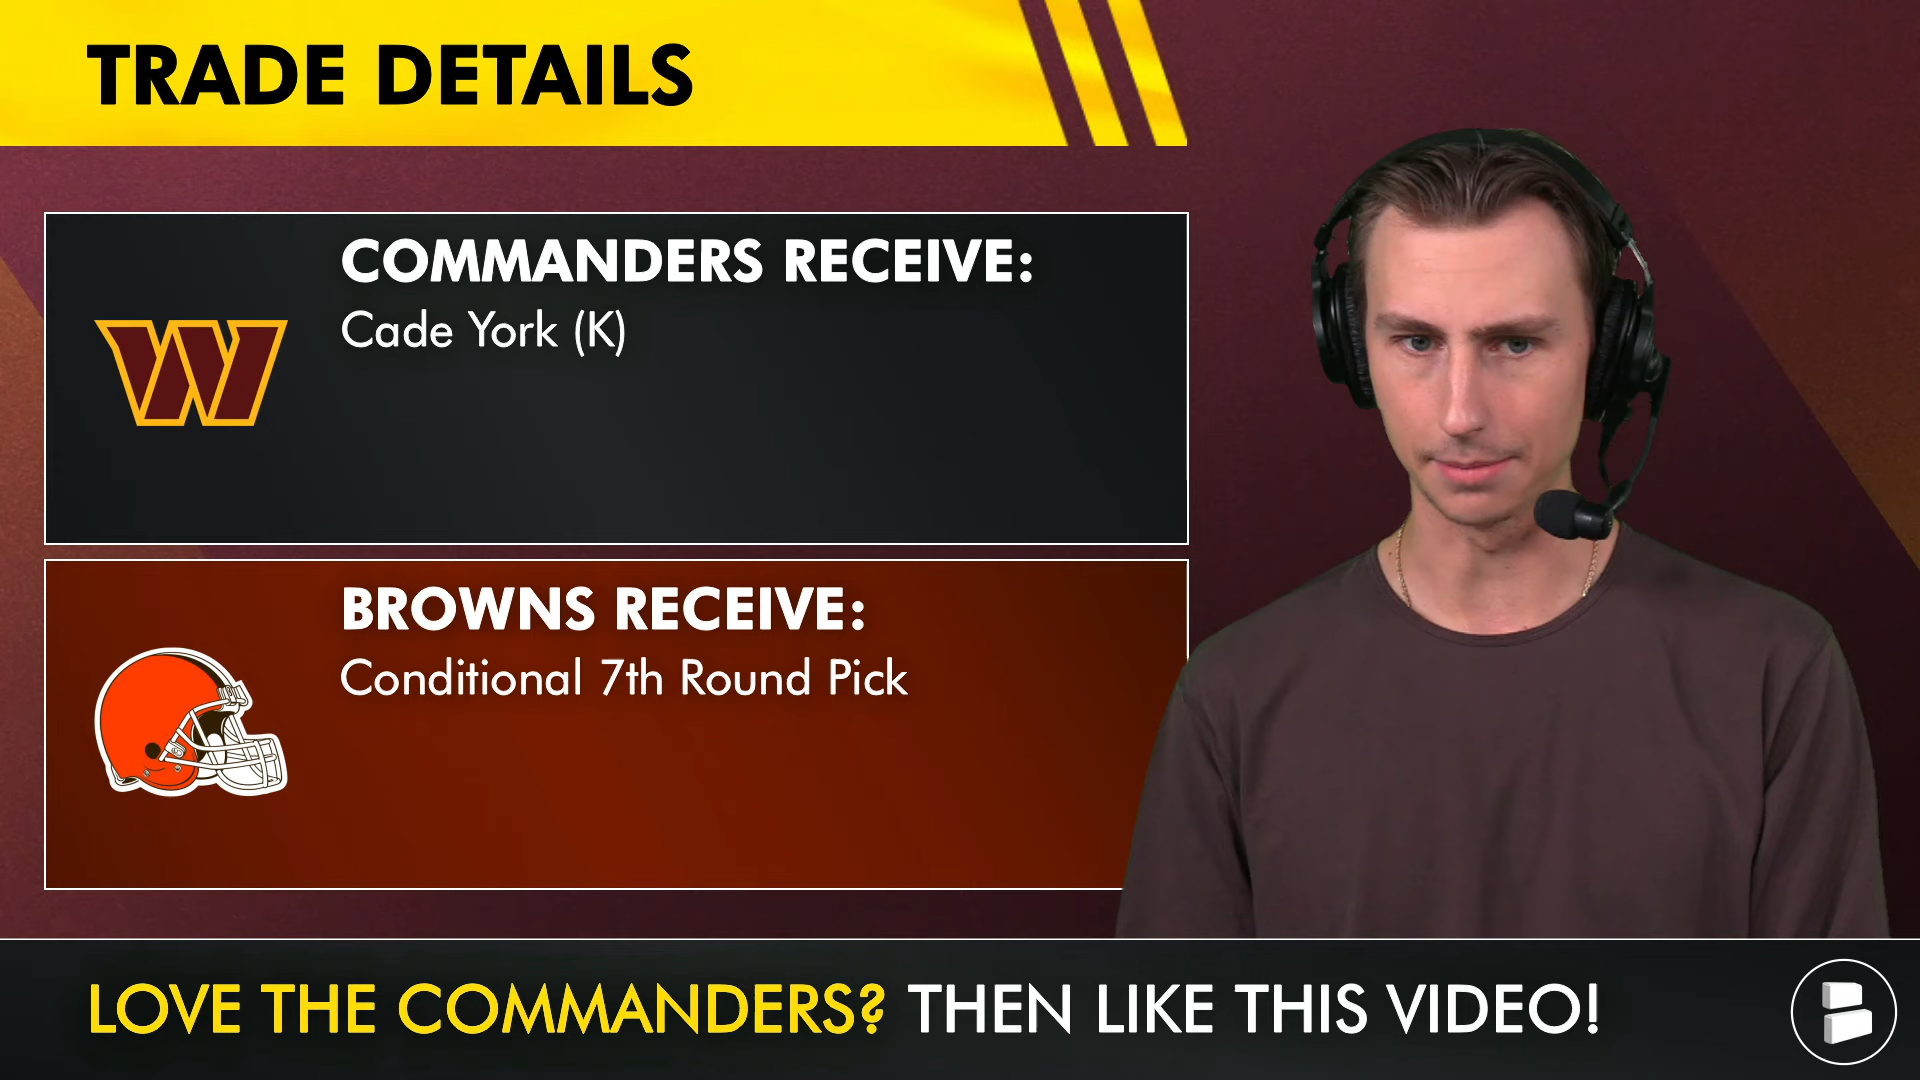 TRADE DETAILS
COMMANDERS RECEIVE:
Cade York (K)
BROWNS RECEIVE:
Conditional 7th Round Pick
LOVE THE COMMANDERS? THEN LIKE THIS VIDEO!